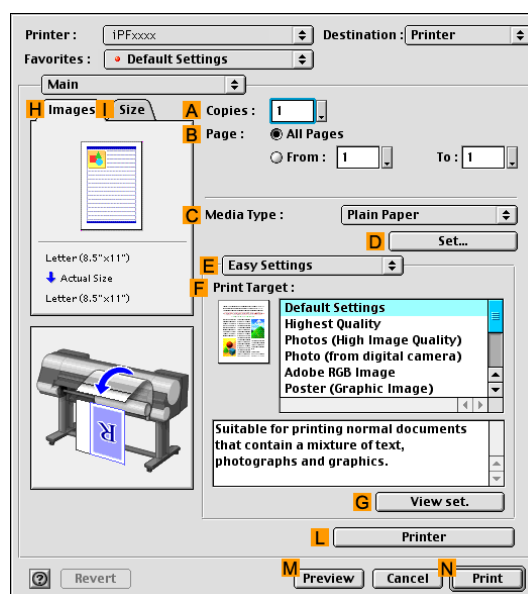 Printer : iPFxxxx Destination : Printer
Favorites : Default Settings
Main
H Images I Size A Copies : 1
B Page : All Pages
From : 1 To : 1
C Media Type : Plain Paper
D Set...
Letter (8.5"x11")
Actual Size
Letter (8.5"x11")
E Easy Settings
F Print Target :
Default Settings
Highest Quality
Photos (High Image Quality)
Photo (from digital camera)
Adobe RGB Image
Poster (Graphic Image)
R
Suitable for printing normal documents
that contain a mixture of text,
photographs and graphics.
G View set.
L Printer
? Revert M Preview Cancel N Print